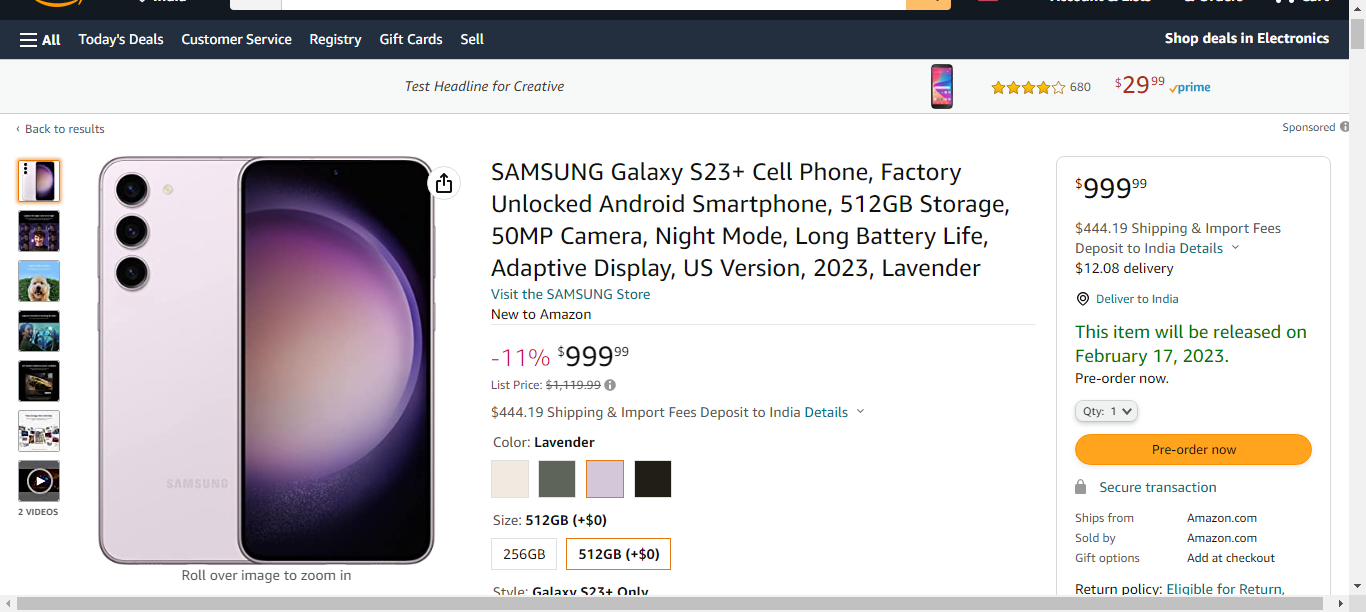 All Today's Deals Customer Service Registry Gift Cards Sell Shop deals in Electronics
Test Headline for Creative 680 $29.99 prime
‹ Back to results
Sponsored
SAMSUNG Galaxy S23+ Cell Phone, Factory
Unlocked Android Smartphone, 512GB Storage,
50MP Camera, Night Mode, Long Battery Life,
Adaptive Display, US Version, 2023, Lavender
Visit the SAMSUNG Store
New to Amazon
-11% $999.99
List Price: $1,119.99
$444.19 Shipping & Import Fees Deposit to India Details
Color: Lavender
Size: 512GB (+$0)
256GB 512GB (+$0)
Style: Galaxy S23+ Only
SAMSUNG
2 VIDEOS
Roll over image to zoom in
$999.99
$444.19 Shipping & Import Fees
Deposit to India Details
$12.08 delivery
Deliver to India
This item will be released on
February 17, 2023.
Pre-order now.
Qty: 1
Pre-order now
Secure transaction
Ships from Amazon.com
Sold by Amazon.com
Gift options Add at checkout
Return policy: Eligible for Return,